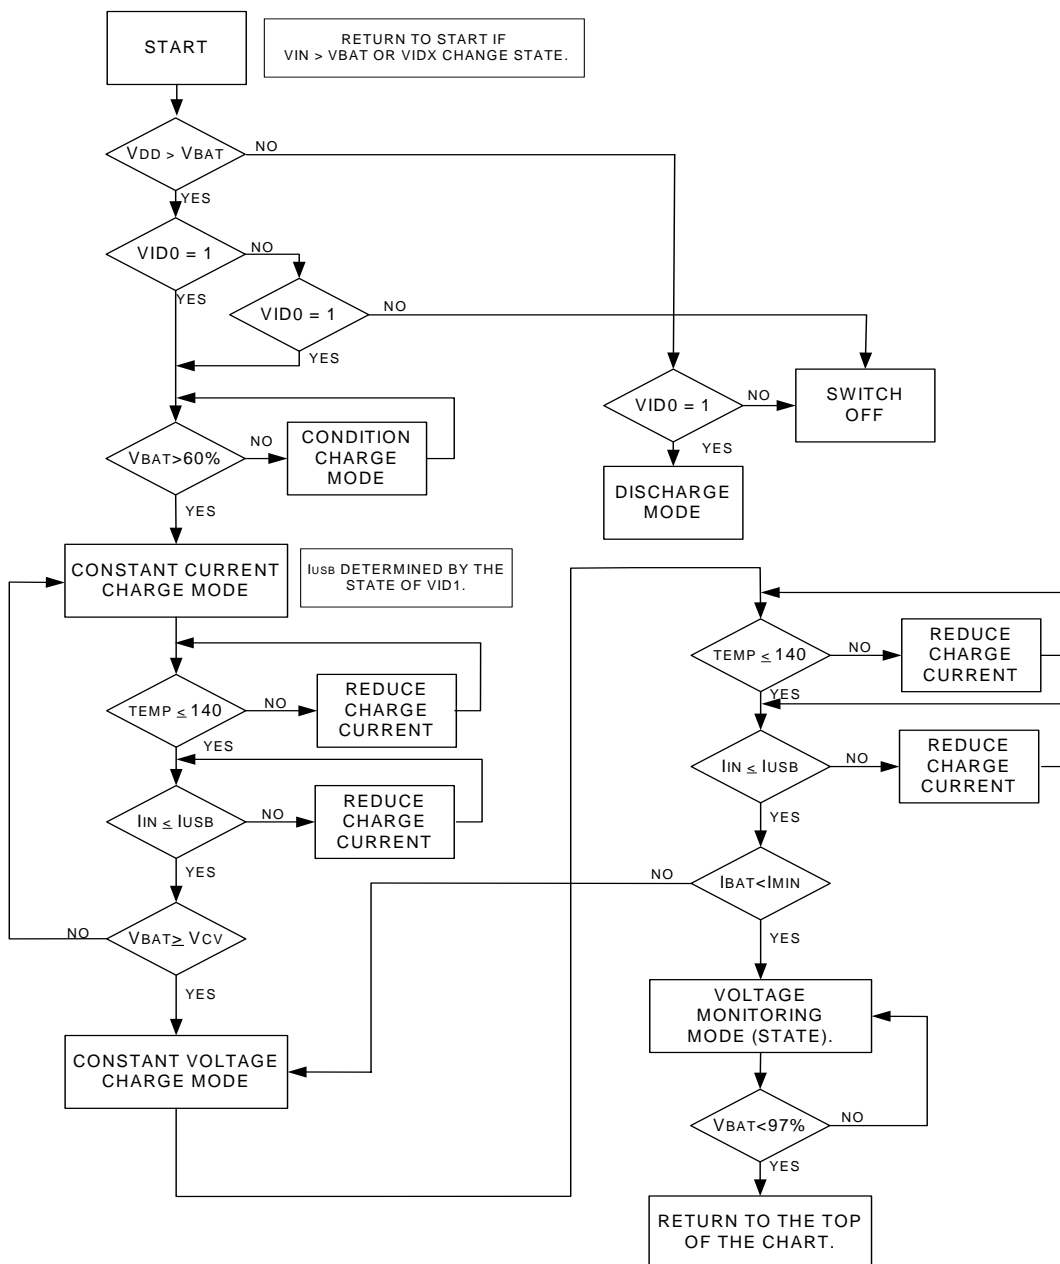 START
RETURN TO START IF
VIN > VBAT OR VIDX CHANGE STATE.
VDD > VBAT
NO
YES
VID0 = 1
NO
YES
VID0 = 1
NO
YES
VID0 = 1
NO
YES
SWITCH
OFF
DISCHARGE
MODE
VBAT>60%
NO
YES
CONDITION
CHARGE
MODE
CONSTANT CURRENT
CHARGE MODE
IUSB DETERMINED BY THE
STATE OF VID1.
TEMP ≤ 140
NO
YES
REDUCE
CHARGE
CURRENT
IIN ≤ IUSB
NO
YES
REDUCE
CHARGE
CURRENT
VBAT≥ VCV
NO
YES
CONSTANT VOLTAGE
CHARGE MODE
TEMP ≤ 140
NO
YES
REDUCE
CHARGE
CURRENT
IIN ≤ IUSB
NO
YES
REDUCE
CHARGE
CURRENT
IBAT<IMIN
NO
YES
VOLTAGE
MONITORING
MODE (STATE).
VBAT<97%
NO
YES
RETURN TO THE TOP
OF THE CHART.